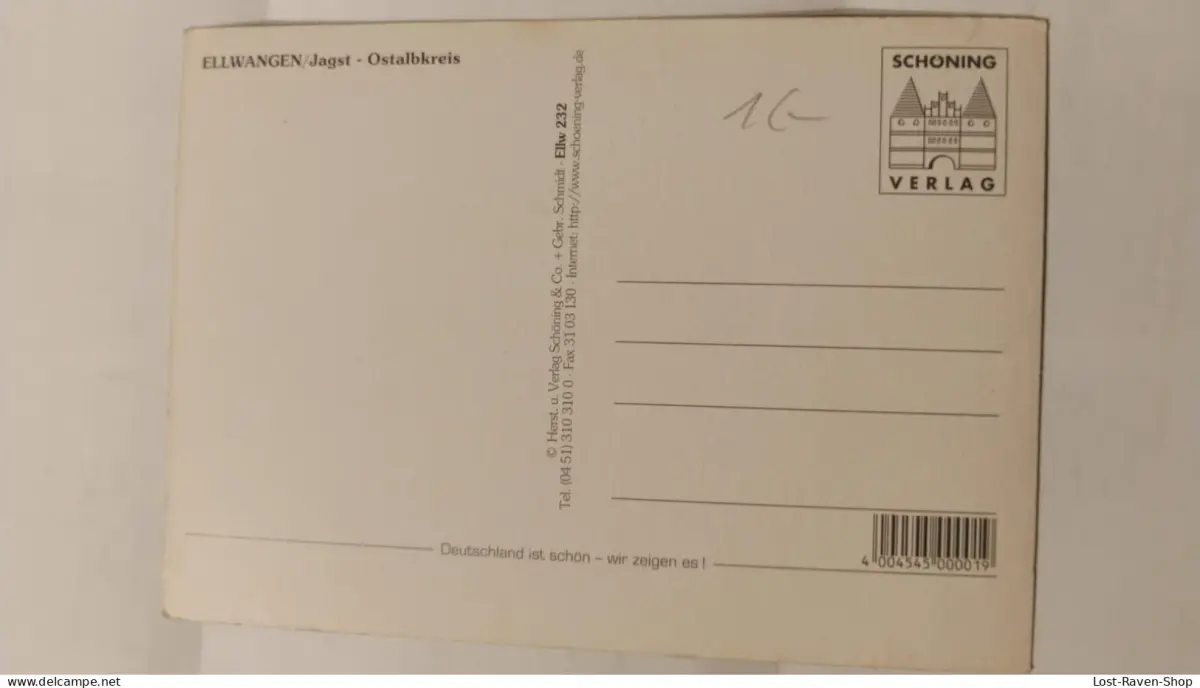 ELLWANGEN/Jagst - Ostalbkreis
© Herst. u. Verlag Schöning & Co. + Gebr. Schmidt · Ellw 232
Tel. (04 51) 310 310 0 · Fax 31 03 130 · Internet: http://www.schoening-verlag.de
SCHÖNING
VERLAG
Deutschland ist schön – wir zeigen es !
4 004545 000019
www.delcampe.net
Lost-Raven-Shop